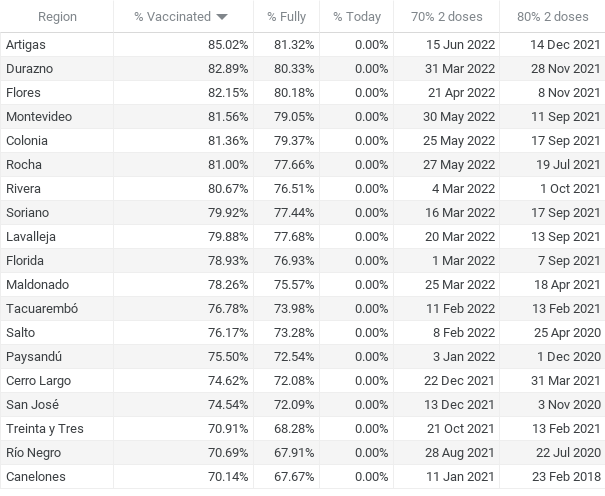 Region % Vaccinated % Fully % Today 70% 2 doses 80% 2 doses
Artigas 85.02% 81.32% 0.00% 15 Jun 2022 14 Dec 2021
Durazno 82.89% 80.33% 0.00% 31 Mar 2022 28 Nov 2021
Flores 82.15% 80.18% 0.00% 21 Apr 2022 8 Nov 2021
Montevideo 81.56% 79.05% 0.00% 30 May 2022 11 Sep 2021
Colonia 81.36% 79.37% 0.00% 25 May 2022 17 Sep 2021
Rocha 81.00% 77.66% 0.00% 27 May 2022 19 Jul 2021
Rivera 80.67% 76.51% 0.00% 4 Mar 2022 1 Oct 2021
Soriano 79.92% 77.44% 0.00% 16 Mar 2022 17 Sep 2021
Lavalleja 79.88% 77.68% 0.00% 20 Mar 2022 13 Sep 2021
Florida 78.93% 76.93% 0.00% 1 Mar 2022 7 Sep 2021
Maldonado 78.26% 75.57% 0.00% 25 Mar 2022 18 Apr 2021
Tacuarembó 76.78% 73.98% 0.00% 11 Feb 2022 13 Feb 2021
Salto 76.17% 73.28% 0.00% 8 Feb 2022 25 Apr 2020
Paysandú 75.50% 72.54% 0.00% 3 Jan 2022 1 Dec 2020
Cerro Largo 74.62% 72.08% 0.00% 22 Dec 2021 31 Mar 2021
San José 74.54% 72.09% 0.00% 13 Dec 2021 3 Nov 2020
Treinta y Tres 70.91% 68.28% 0.00% 21 Oct 2021 13 Feb 2021
Río Negro 70.69% 67.91% 0.00% 28 Aug 2021 22 Jul 2020
Canelones 70.14% 67.67% 0.00% 11 Jan 2021 23 Feb 2018